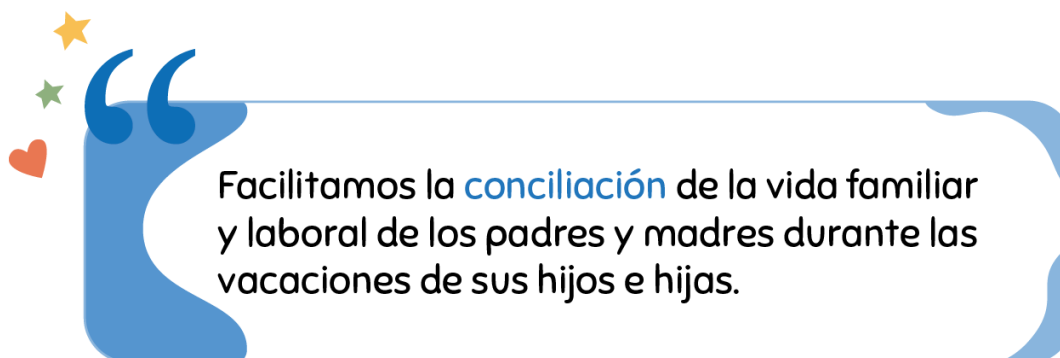 Facilitamos la conciliación de la vida familiar
y laboral de los padres y madres durante las
vacaciones de sus hijos e hijas.